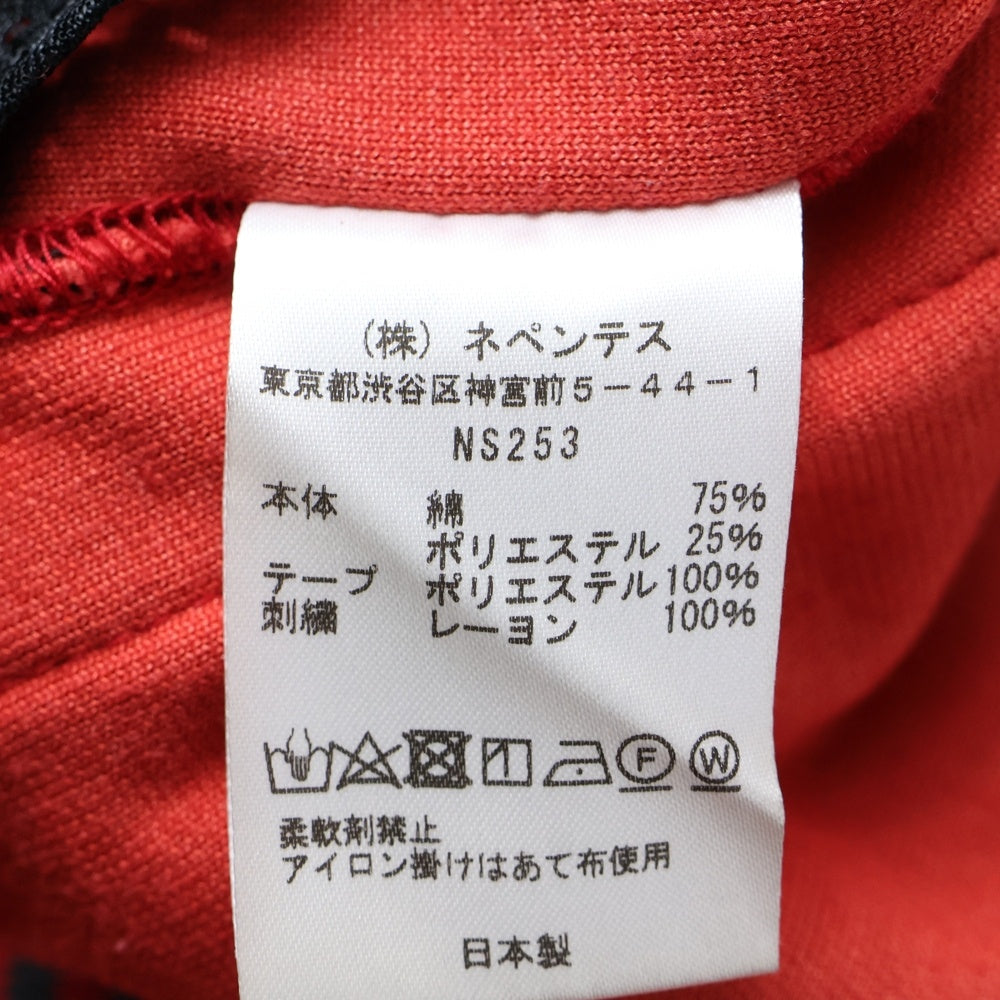 (株) ネペンテス
東京都渋谷区神宮前5-44-1
NS253
本体 綿 75%
ポリエステル 25%
テープ ポリエステル 100%
刺繍 レーヨン 100%
F W
柔軟剤禁止
アイロン掛けはあて布使用
日本製